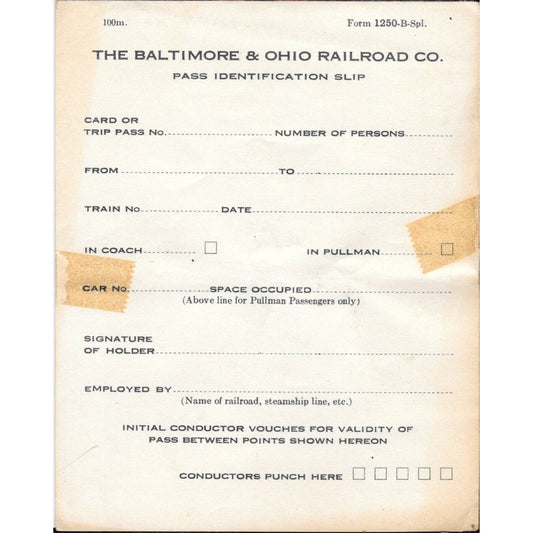 100m. Form 1250-B-Spl.
THE BALTIMORE & OHIO RAILROAD CO.
PASS IDENTIFICATION SLIP
CARD OR
TRIP PASS No. NUMBER OF PERSONS
FROM TO
TRAIN No. DATE
IN COACH IN PULLMAN
CAR No. SPACE OCCUPIED
(Above line for Pullman Passengers only)
SIGNATURE
OF HOLDER
EMPLOYED BY
(Name of railroad, steamship line, etc.)
INITIAL CONDUCTOR VOUCHES FOR VALIDITY OF
PASS BETWEEN POINTS SHOWN HEREON
CONDUCTORS PUNCH HERE